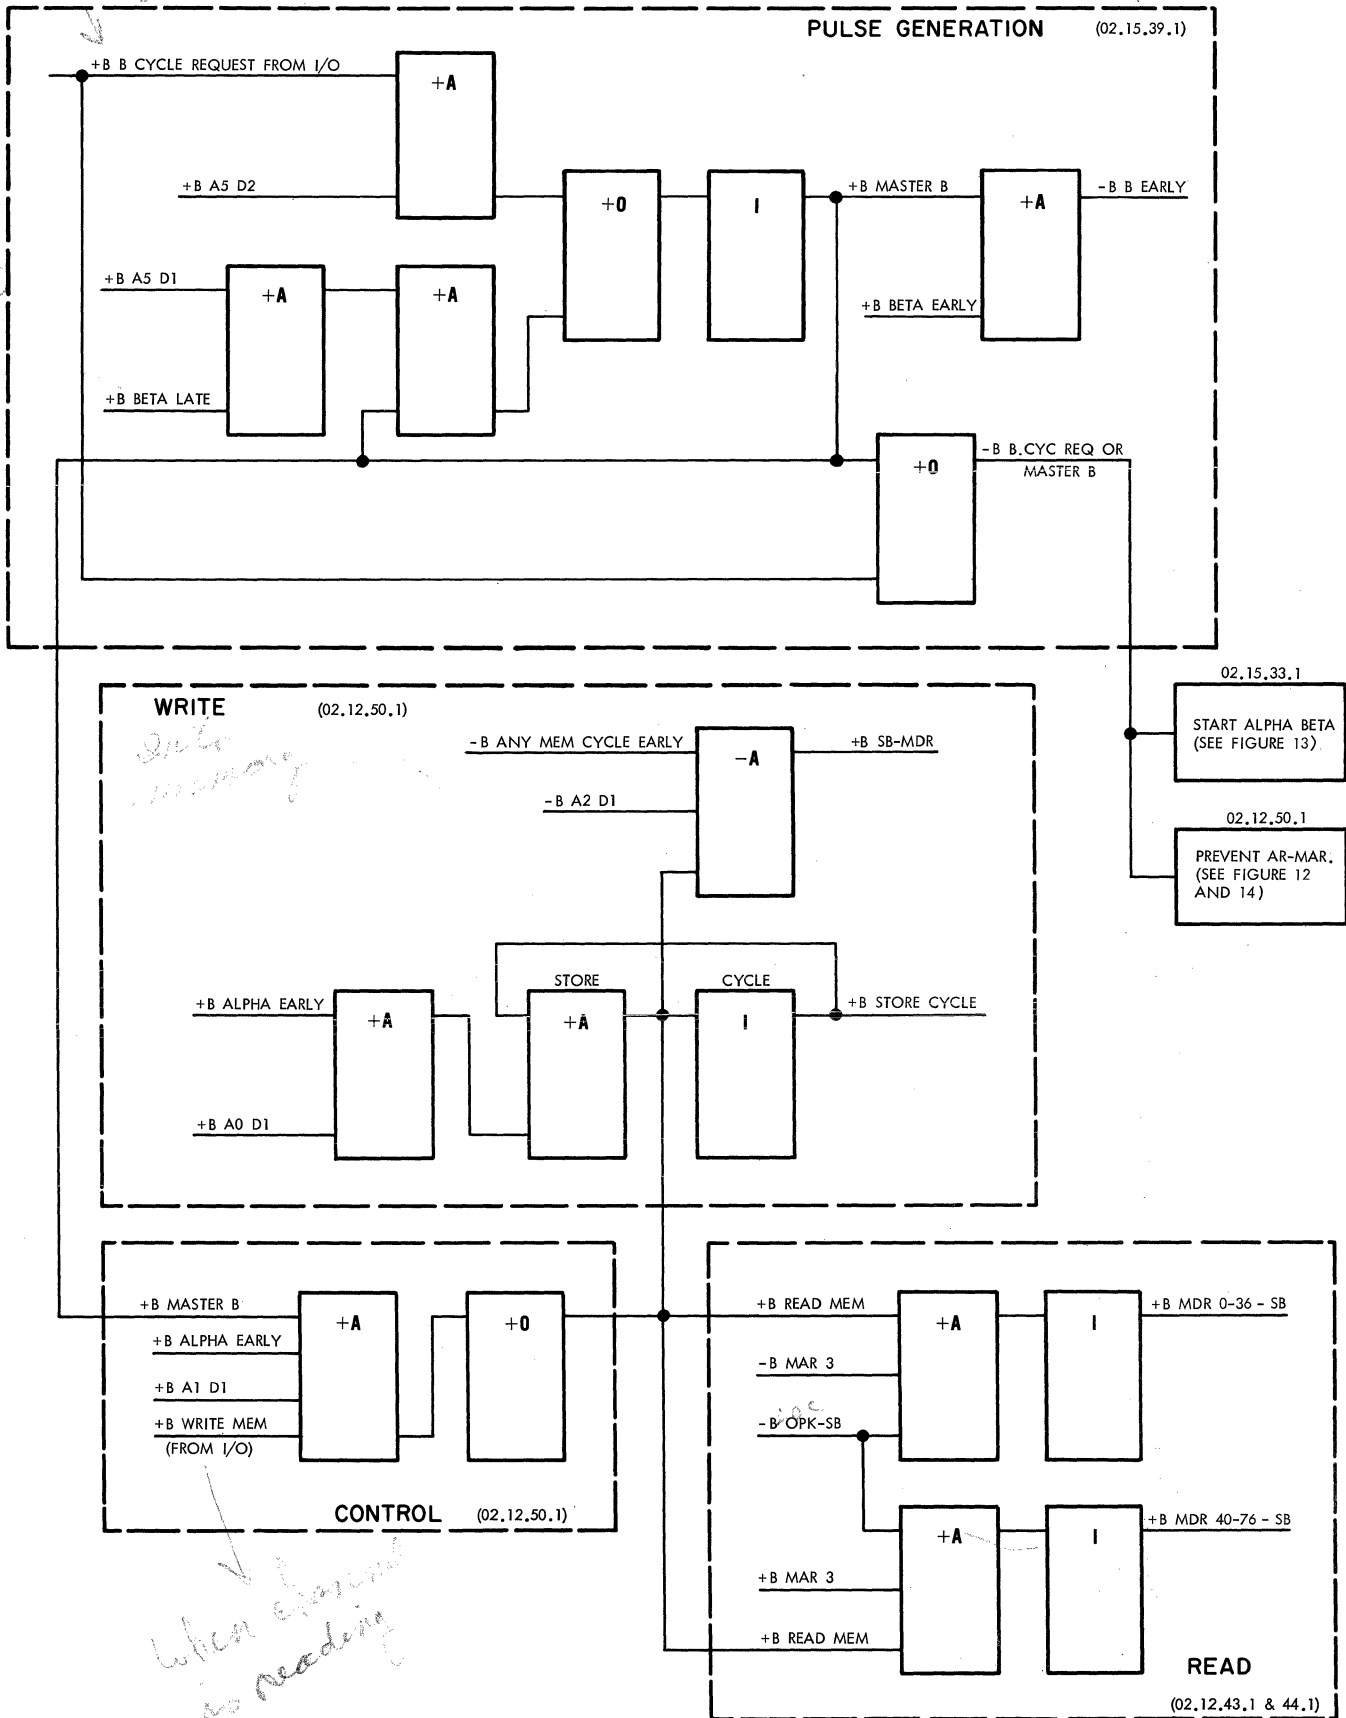 PULSE GENERATION (02.15.39.1)
+B B CYCLE REQUEST FROM I/O
+A
+B A5 D2
+O
I
+B MASTER B
+A
-B B EARLY
+B A5 D1
+A
+A
+B BETA EARLY
+B BETA LATE
+O
-B B.CYC REQ OR
MASTER B
02.15.33.1
START ALPHA BETA
(SEE FIGURE 13)
02.12.50.1
PREVENT AR-MAR.
(SEE FIGURE 12
AND 14)
WRITE (02.12.50.1)
memory
-B ANY MEM CYCLE EARLY
-A
+B SB-MDR
-B A2 D1
STORE
CYCLE
+B ALPHA EARLY
+A
+A
I
+B STORE CYCLE
+B A0 D1
+B MASTER B
+A
+O
+B ALPHA EARLY
+B A1 D1
+B WRITE MEM
(FROM I/O)
CONTROL (02.12.50.1)
When
is reading
+B READ MEM
+A
I
+B MDR 0-36 - SB
-B MAR 3
-B OPK-SB
+A
I
+B MDR 40-76 - SB
+B MAR 3
+B READ MEM
READ
(02.12.43.1 & 44.1)